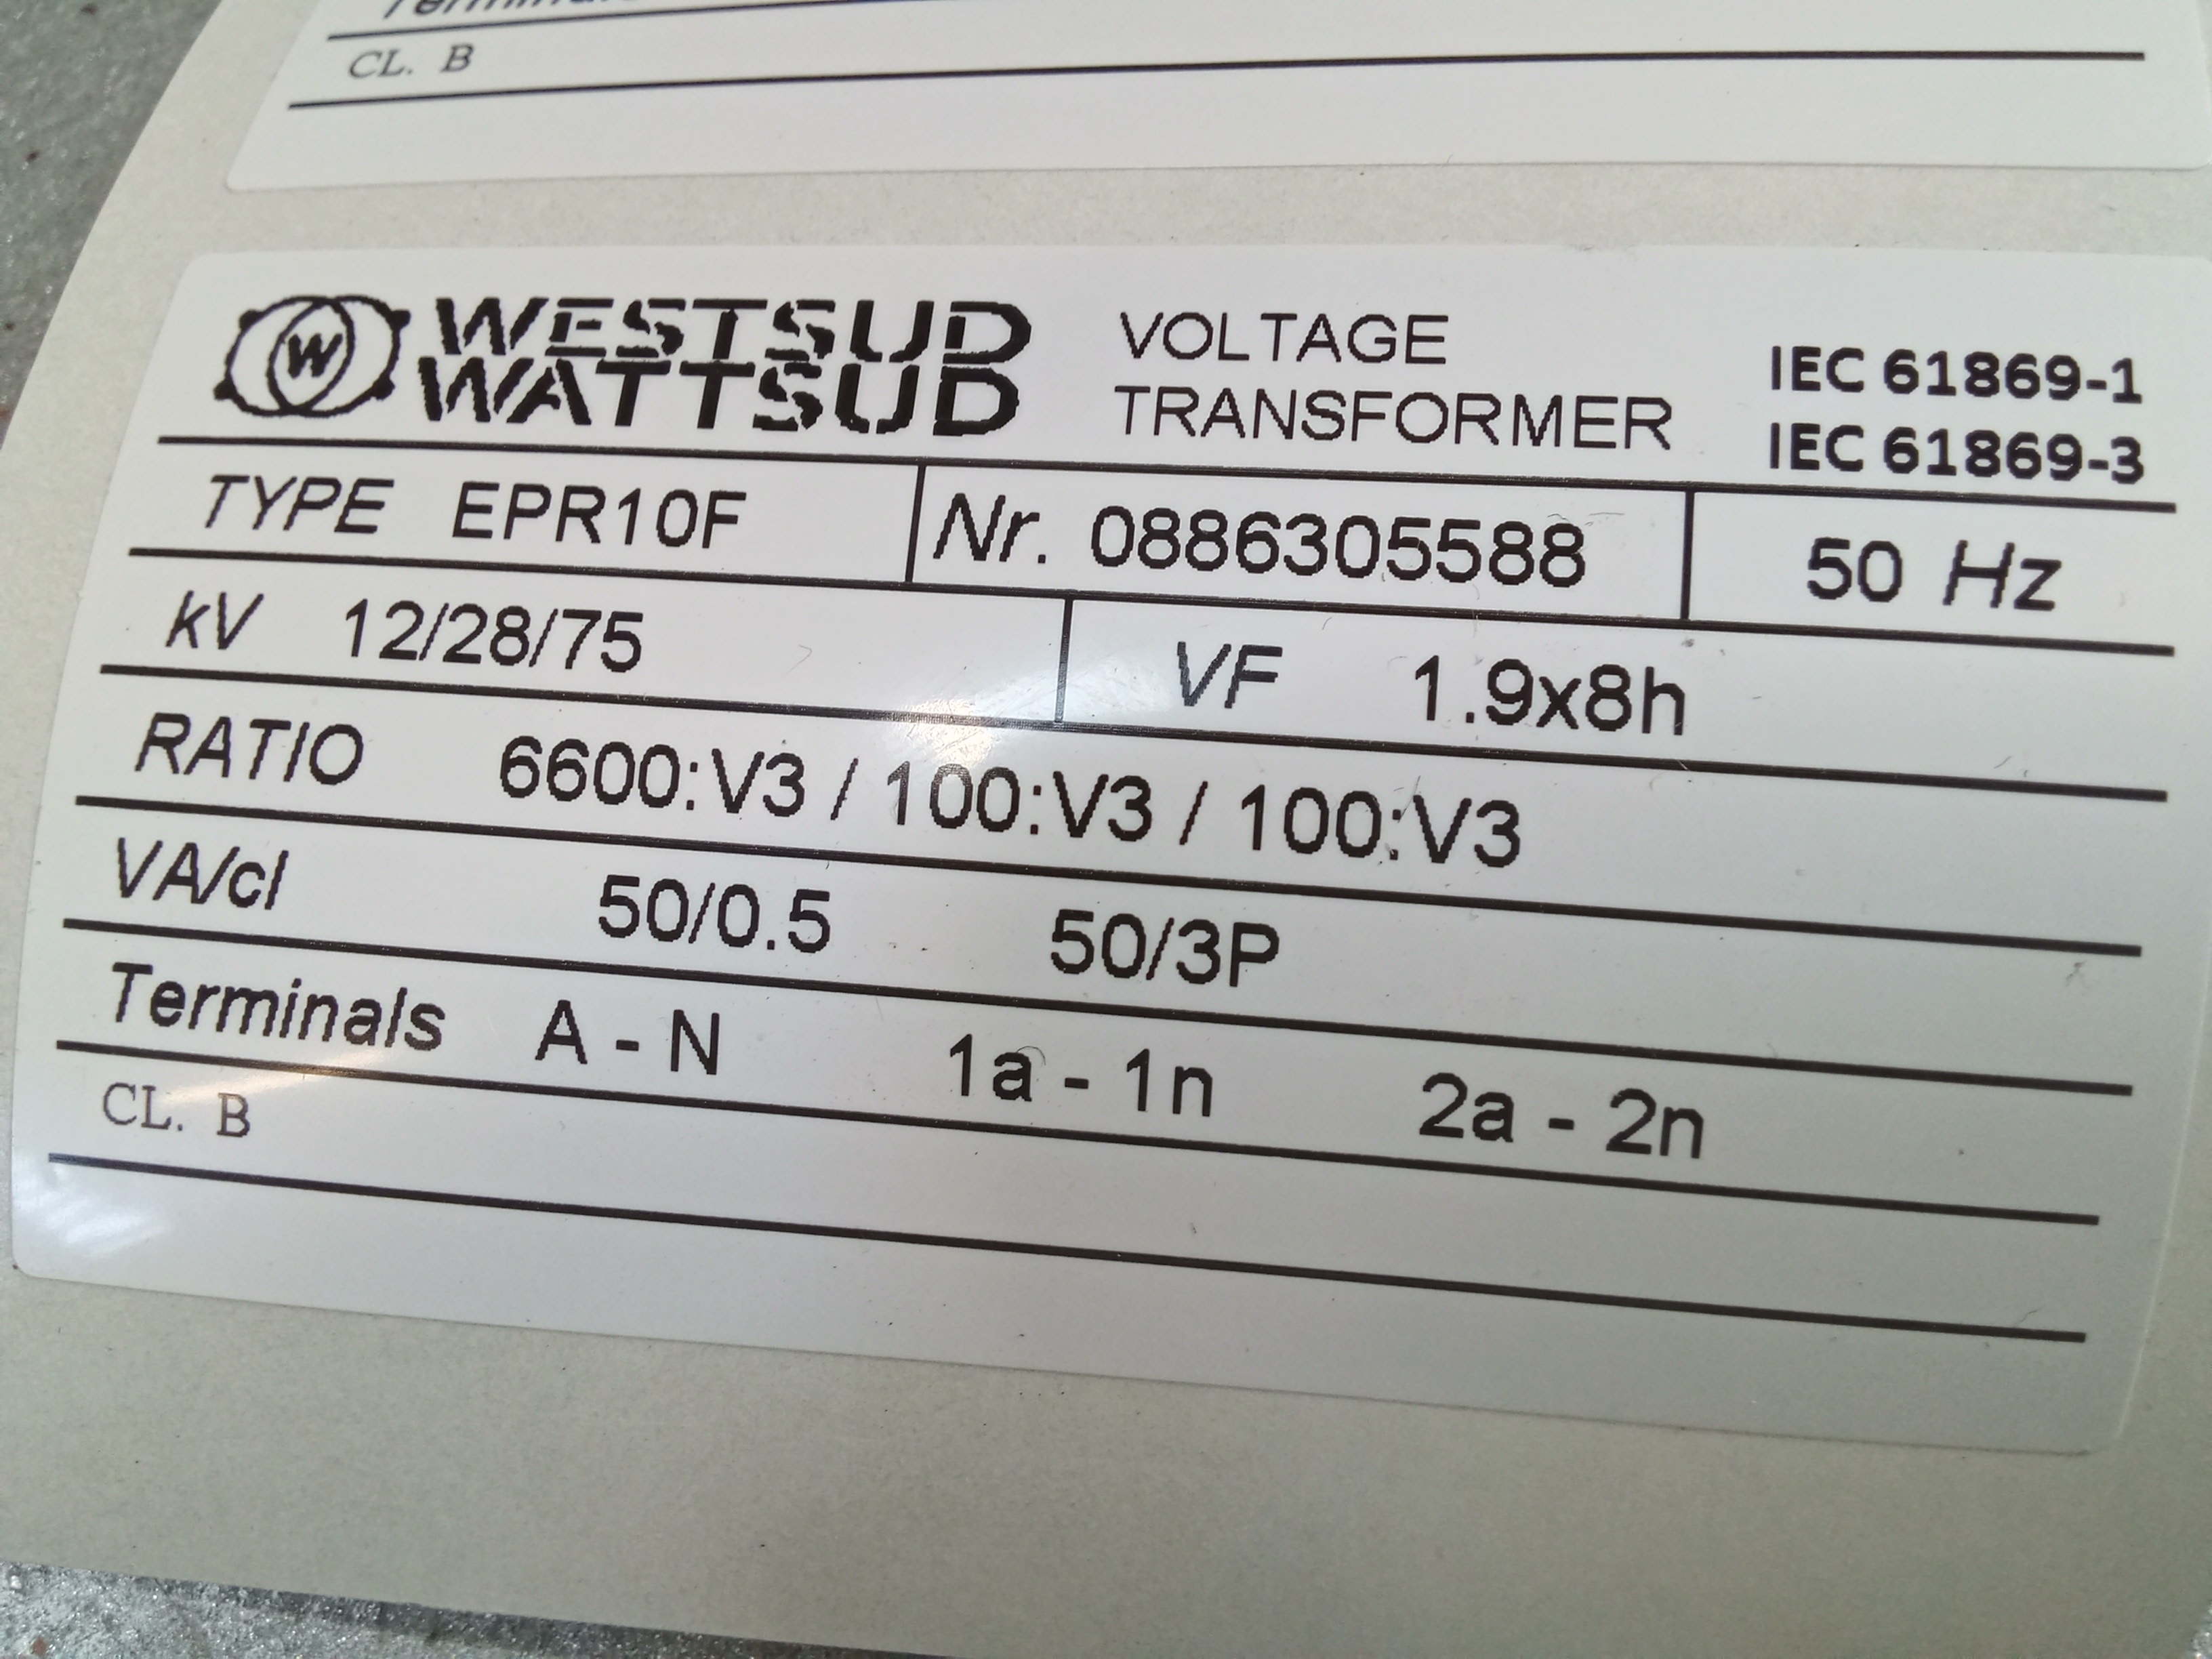 CL. B
W WESTSUD
WATTSUD
VOLTAGE
TRANSFORMER
IEC 61869-1
IEC 61869-3
TYPE EPR10F Nr. 0886305588 50 Hz
kV 12/28/75 VF 1.9x8h
RATIO 6600:V3 / 100:V3 / 100:V3
VA/cl 50/0.5 50/3P
Terminals A - N 1a - 1n 2a - 2n
CL. B